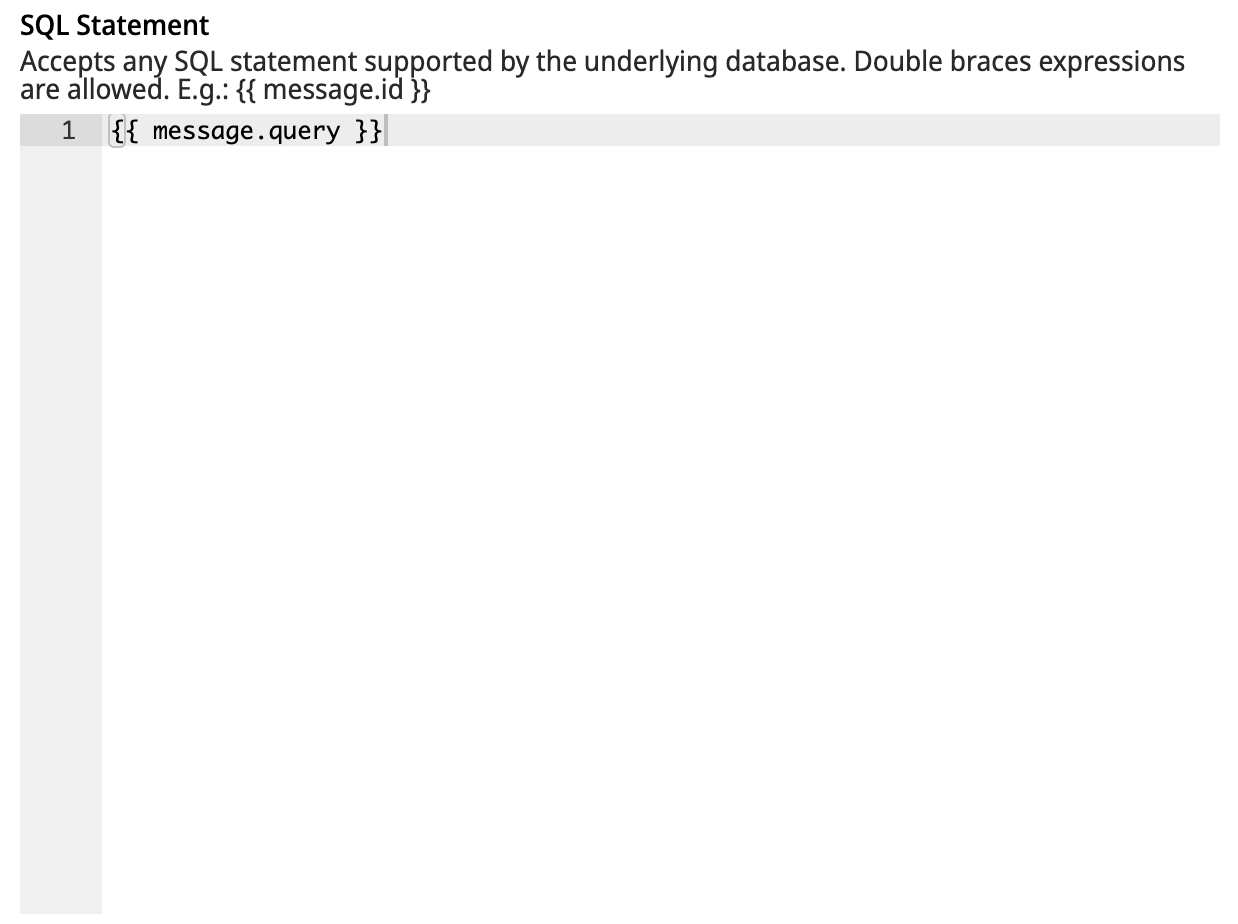 SQL Statement
Accepts any SQL statement supported by the underlying database. Double braces expressions
are allowed. E.g.: {{ message.id }}
1 {{ message.query }}